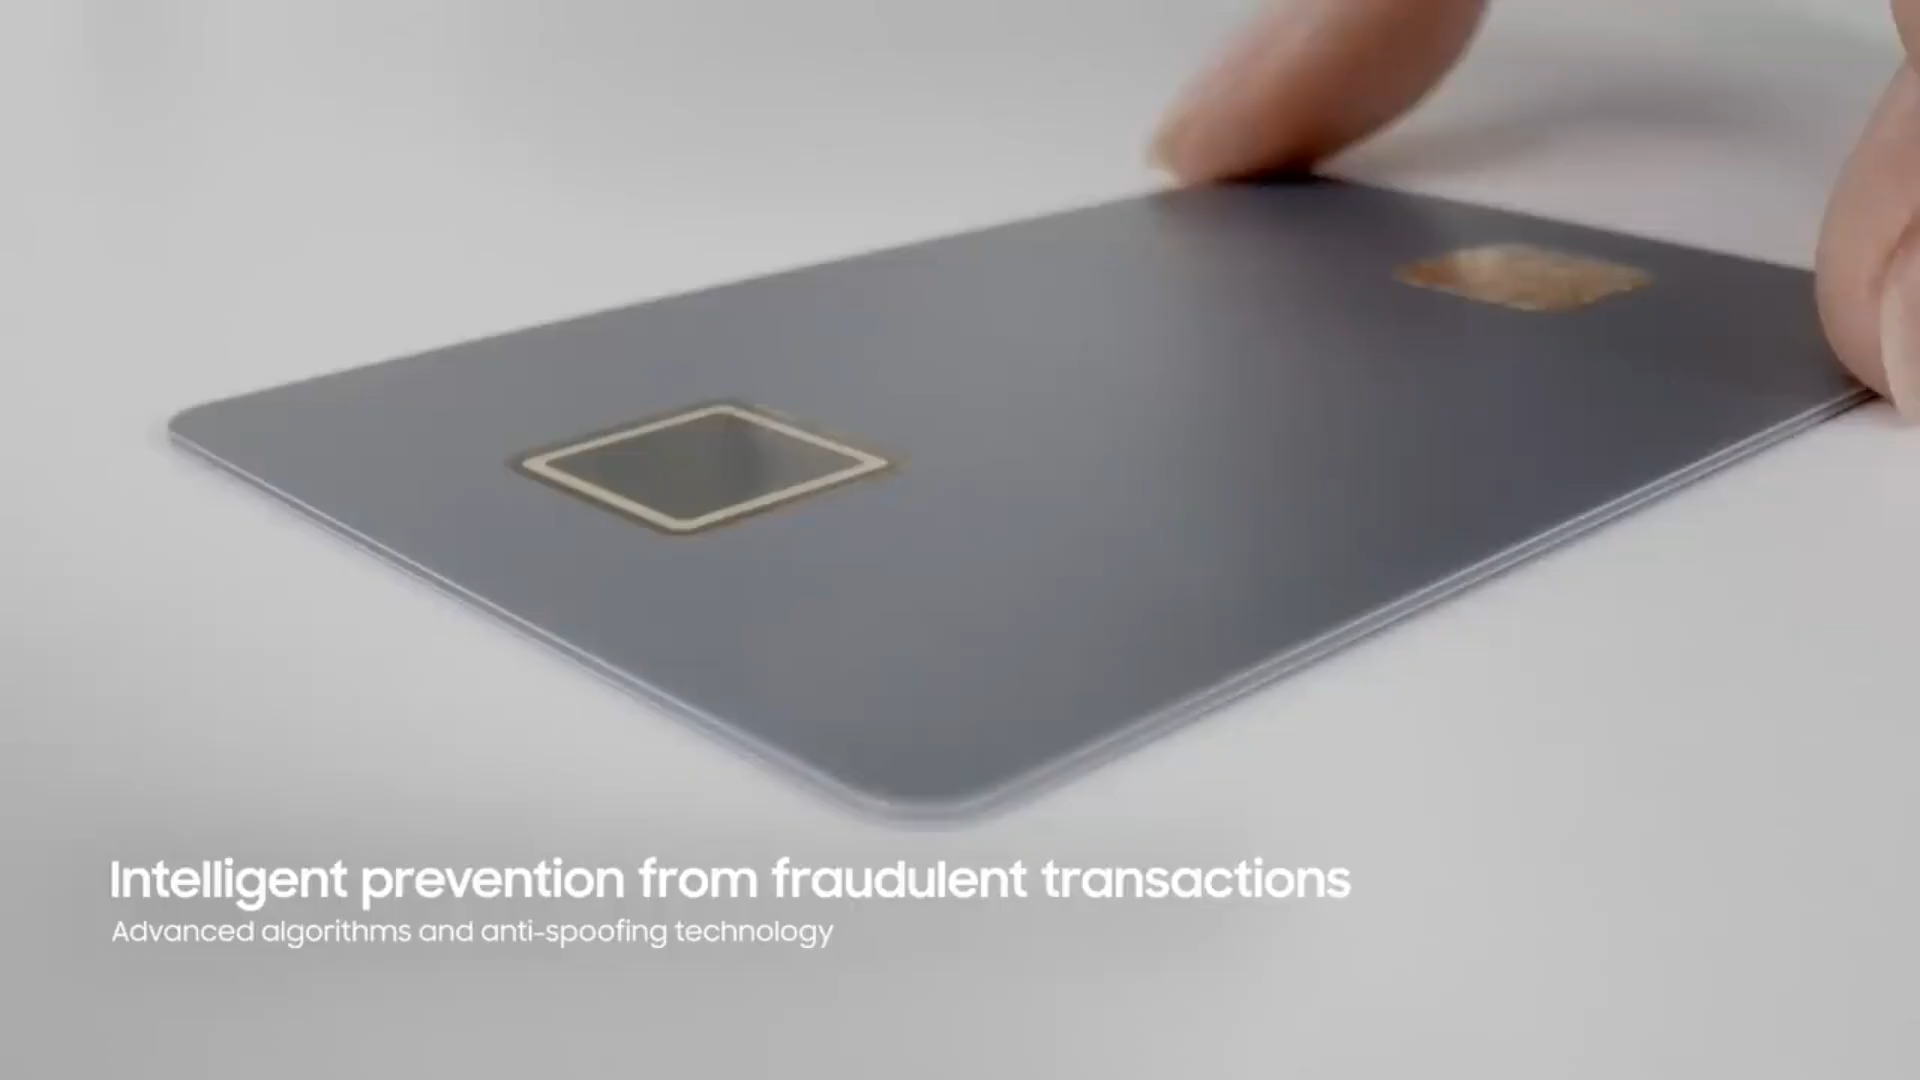 Intelligent prevention from fraudulent transactions
Advanced algorithms and anti-spoofing technology